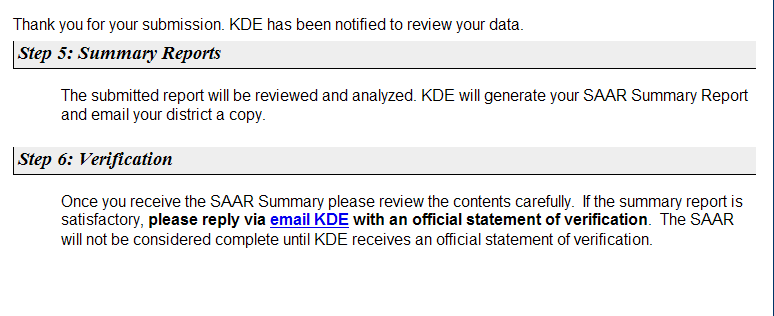 Thank you for your submission. KDE has been notified to review your data.
Step 5: Summary Reports
The submitted report will be reviewed and analyzed. KDE will generate your SAAR Summary Report
and email your district a copy.
Step 6: Verification
Once you receive the SAAR Summary please review the contents carefully.  If the summary report is
satisfactory, please reply via email KDE with an official statement of verification.  The SAAR
will not be considered complete until KDE receives an official statement of verification.